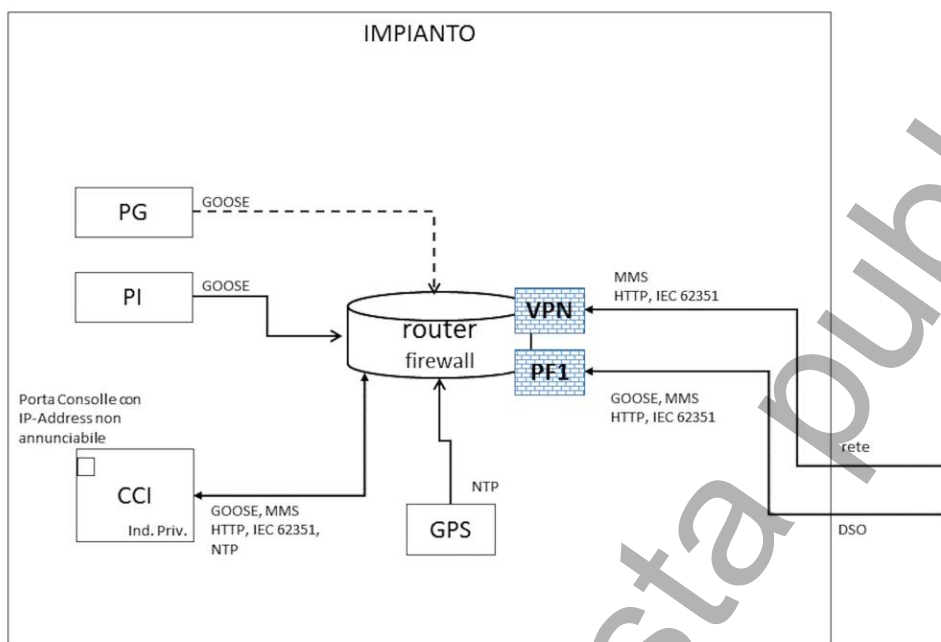 IMPIANTO
PG
GOOSE
PI
GOOSE
router
firewall
VPN
PF1
MMS
HTTP, IEC 62351
GOOSE, MMS
HTTP, IEC 62351
rete
DSO
Porta Consolle con
IP-Address non
annunciabile
CCI
Ind. Priv.
GOOSE, MMS
HTTP, IEC 62351,
NTP
NTP
GPS
sta publ